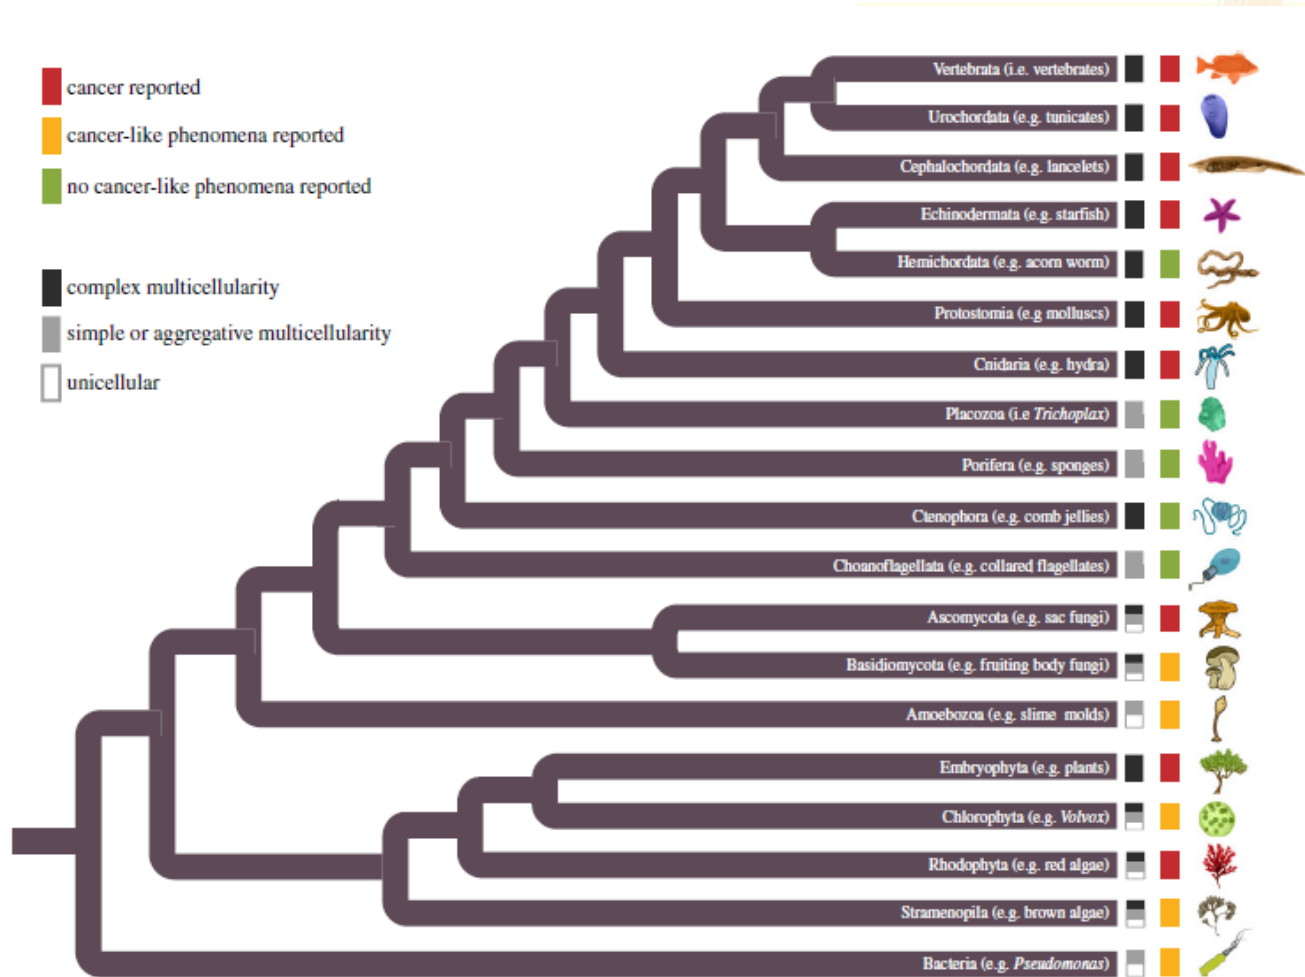 cancer reported
cancer-like phenomena reported
no cancer-like phenomena reported
complex multicellularity
simple or aggregative multicellularity
unicellular
Vertebrata (i.e. vertebrates)
Urochordata (e.g. tunicates)
Cephalochordata (e.g. lancelets)
Echinodermata (e.g. starfish)
Hemichordata (e.g. acorn worm)
Protostomia (e.g molluscs)
Cnidaria (e.g. hydra)
Placozoa (i.e Trichoplax)
Porifera (e.g. sponges)
Ctenophora (e.g. comb jellies)
Choanoflagellata (e.g. collared flagellates)
Ascomycota (e.g. sac fungi)
Basidiomycota (e.g. fruiting body fungi)
Amoebozoa (e.g. slime molds)
Embryophyta (e.g. plants)
Chlorophyta (e.g. Volvox)
Rhodophyta (e.g. red algae)
Stramenopila (e.g. brown algae)
Bacteria (e.g. Pseudomonas)